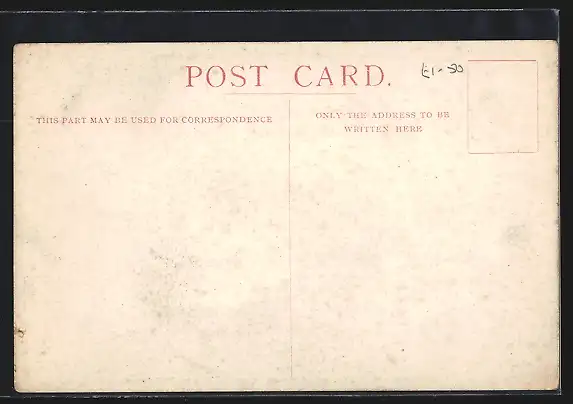 POST CARD.
£1-50
THIS PART MAY BE USED FOR CORRESPONDENCE
ONLY THE ADDRESS TO BE
WRITTEN HERE